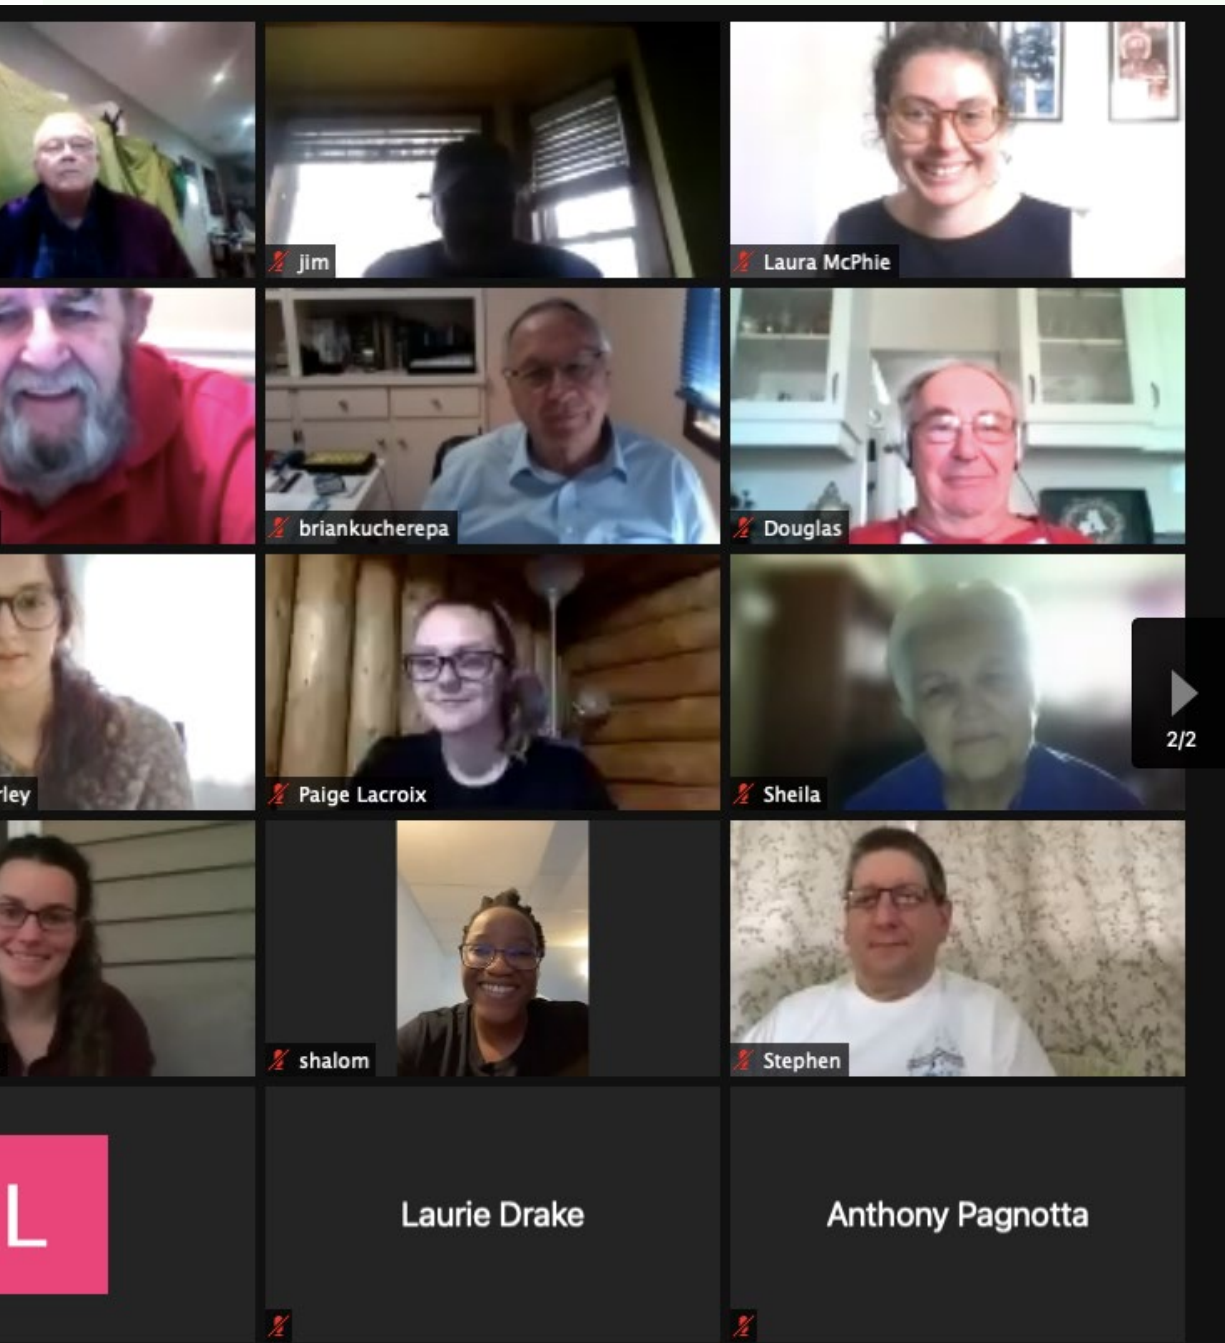 jim
Laura McPhie
briankucherepa
Douglas
rley
Paige Lacroix
Sheila
2/2
shalom
Stephen
L
Laurie Drake
Anthony Pagnotta